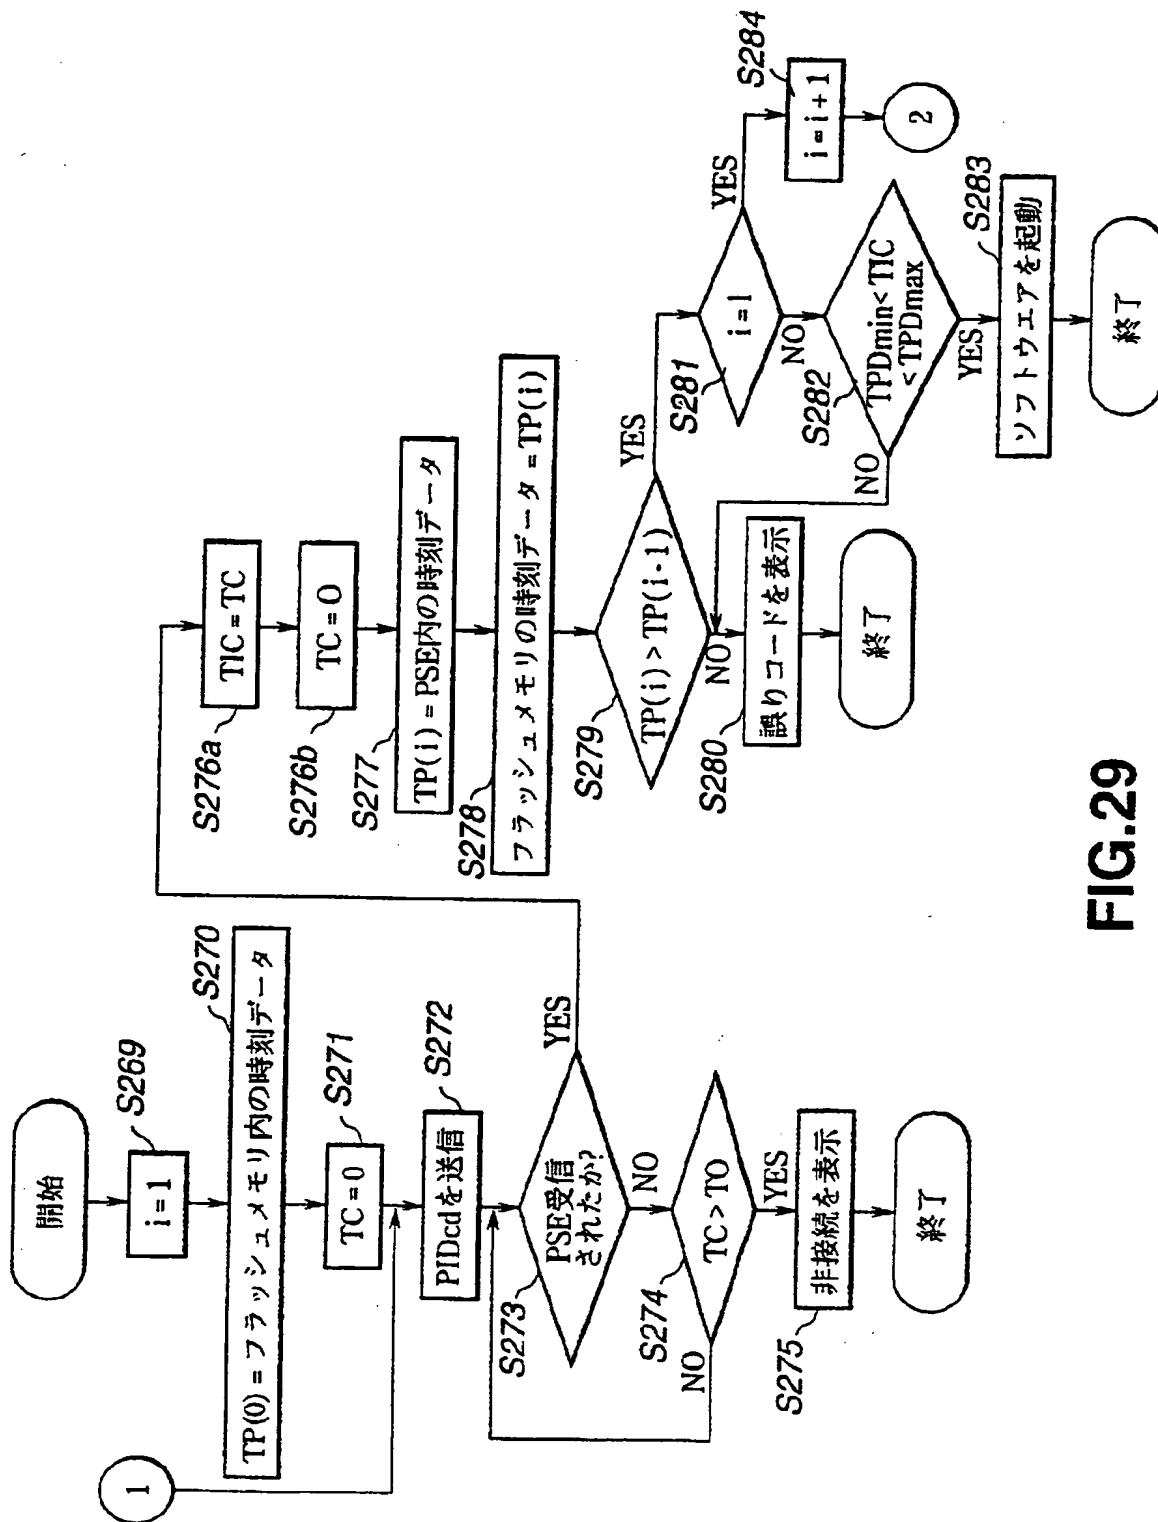 開始
S269
i=1
S270
TP(0)=フラッシュメモリ内の時刻データ
1
S271
TC=0
S272
PIDcdを送信
S273
PSE受信
されたか?
YES
NO
S274
TC>TO
NO
YES
S275
非接続を表示
終了
S276a
TIC=TC
S276b
TC=0
S277
TP(i)=PSE内の時刻データ
S278
フラッシュメモリの時刻データ=TP(i)
S279
TP(i)>TP(i-1)
YES
NO
S280
誤りコードを表示
終了
S281
i=1
YES
NO
S284
i=i+1
2
S282
TPDmin<TIC
<TPDmax
NO
YES
S283
ソフトウエアを起動
終了
FIG.29